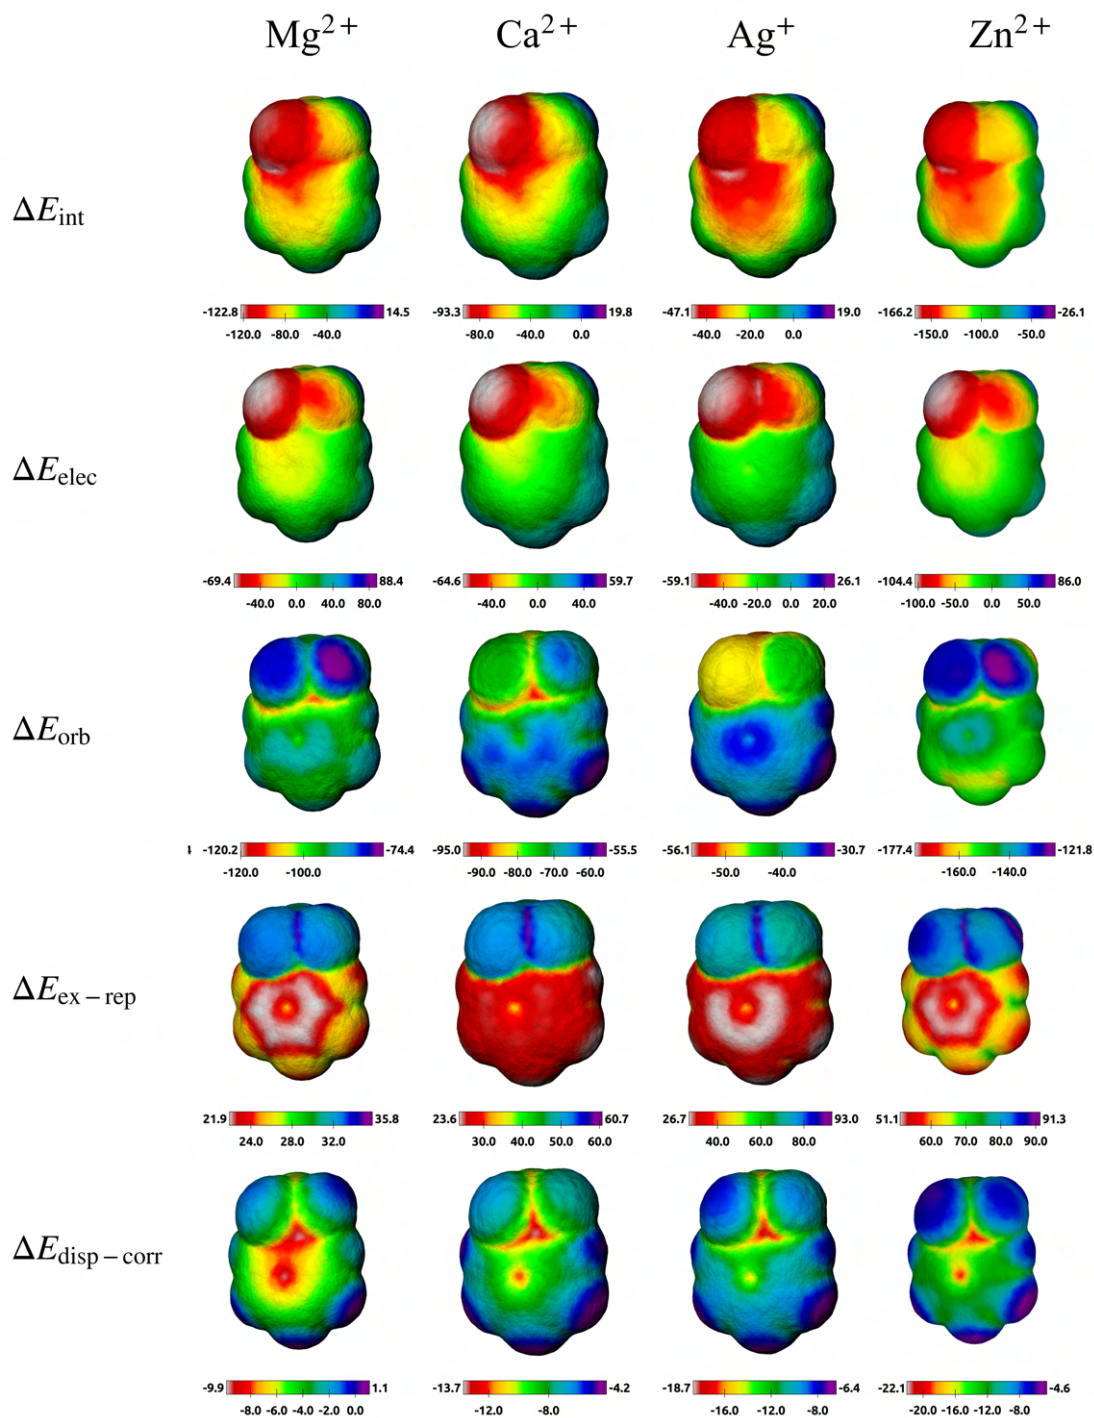 Mg²⁺ Ca²⁺ Ag⁺ Zn²⁺
ΔE_int
-122.8 14.5 -93.3 19.8 -47.1 19.0 -166.2 -26.1
-120.0 -80.0 -40.0 -80.0 -40.0 0.0 -40.0 -20.0 0.0 -150.0 -100.0 -50.0
ΔE_elec
-69.4 88.4 -64.6 59.7 -59.1 26.1 -104.4 86.0
-40.0 0.0 40.0 80.0 -40.0 0.0 40.0 -40.0 -20.0 0.0 20.0 -100.0 -50.0 0.0 50.0
ΔE_orb
-120.2 -74.4 -95.0 -55.5 -56.1 -30.7 -177.4 -121.8
-120.0 -100.0 -90.0 -80.0 -70.0 -60.0 -50.0 -40.0 -160.0 -140.0
ΔE_ex–rep
21.9 35.8 23.6 60.7 26.7 93.0 51.1 91.3
24.0 28.0 32.0 30.0 40.0 50.0 60.0 40.0 60.0 80.0 60.0 70.0 80.0 90.0
ΔE_disp–corr
-9.9 1.1 -13.7 -4.2 -18.7 -6.4 -22.1 -4.6
-8.0 -6.0 -4.0 -2.0 0.0 -12.0 -8.0 -16.0 -12.0 -8.0 -20.0 -16.0 -12.0 -8.0